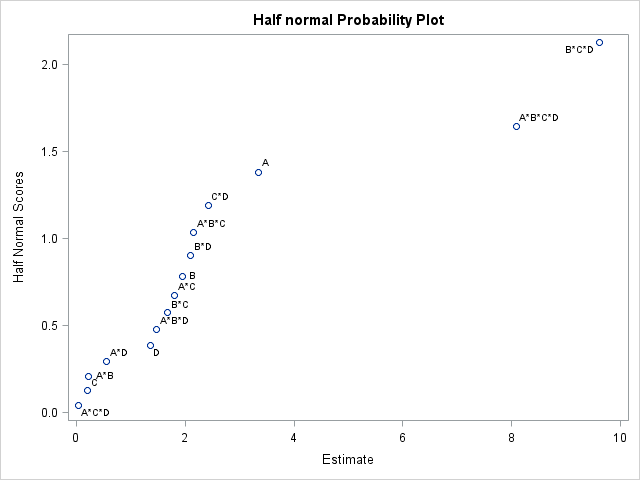 Half normal Probability Plot
B*C*D
2.0
A*B*C*D
1.5
A
C*D
A*B*C
1.0
B*D
B
A*C
B*C
A*B*D
0.5
D
A*D
A*B
C
0.0
A*C*D
Half Normal Scores
0 2 4 6 8 10
Estimate